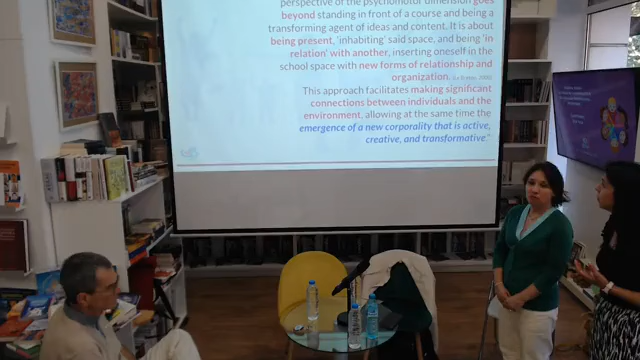 perspective of the psychomotor dimension goes
beyond standing in front of a course and being a
transforming agent of ideas and content. It is about
being present, 'inhabiting' said space, and being 'in
relation' with another, inserting oneself in the
school space with new forms of relationship and
organization.
This approach facilitates making significant
connections between individuals and the
environment, allowing at the same time the
emergence of a new corporality that is active,
creative, and transformative."